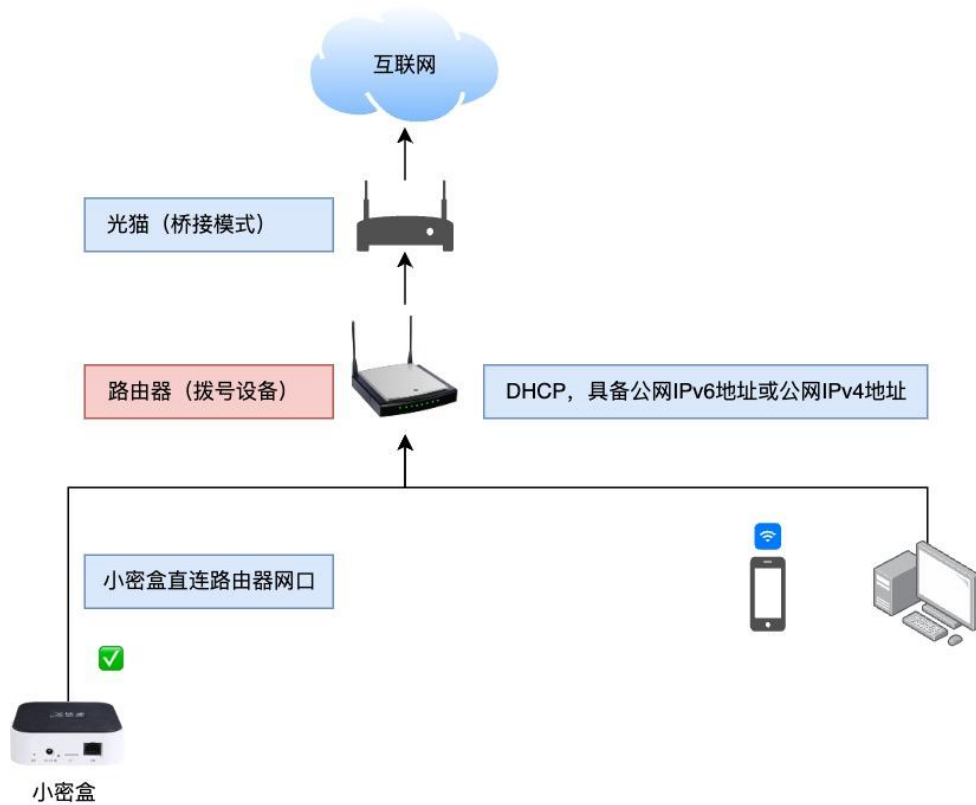 互联网
光猫（桥接模式）
路由器（拨号设备）
DHCP，具备公网IPv6地址或公网IPv4地址
小密盒直连路由器网口
小密盒